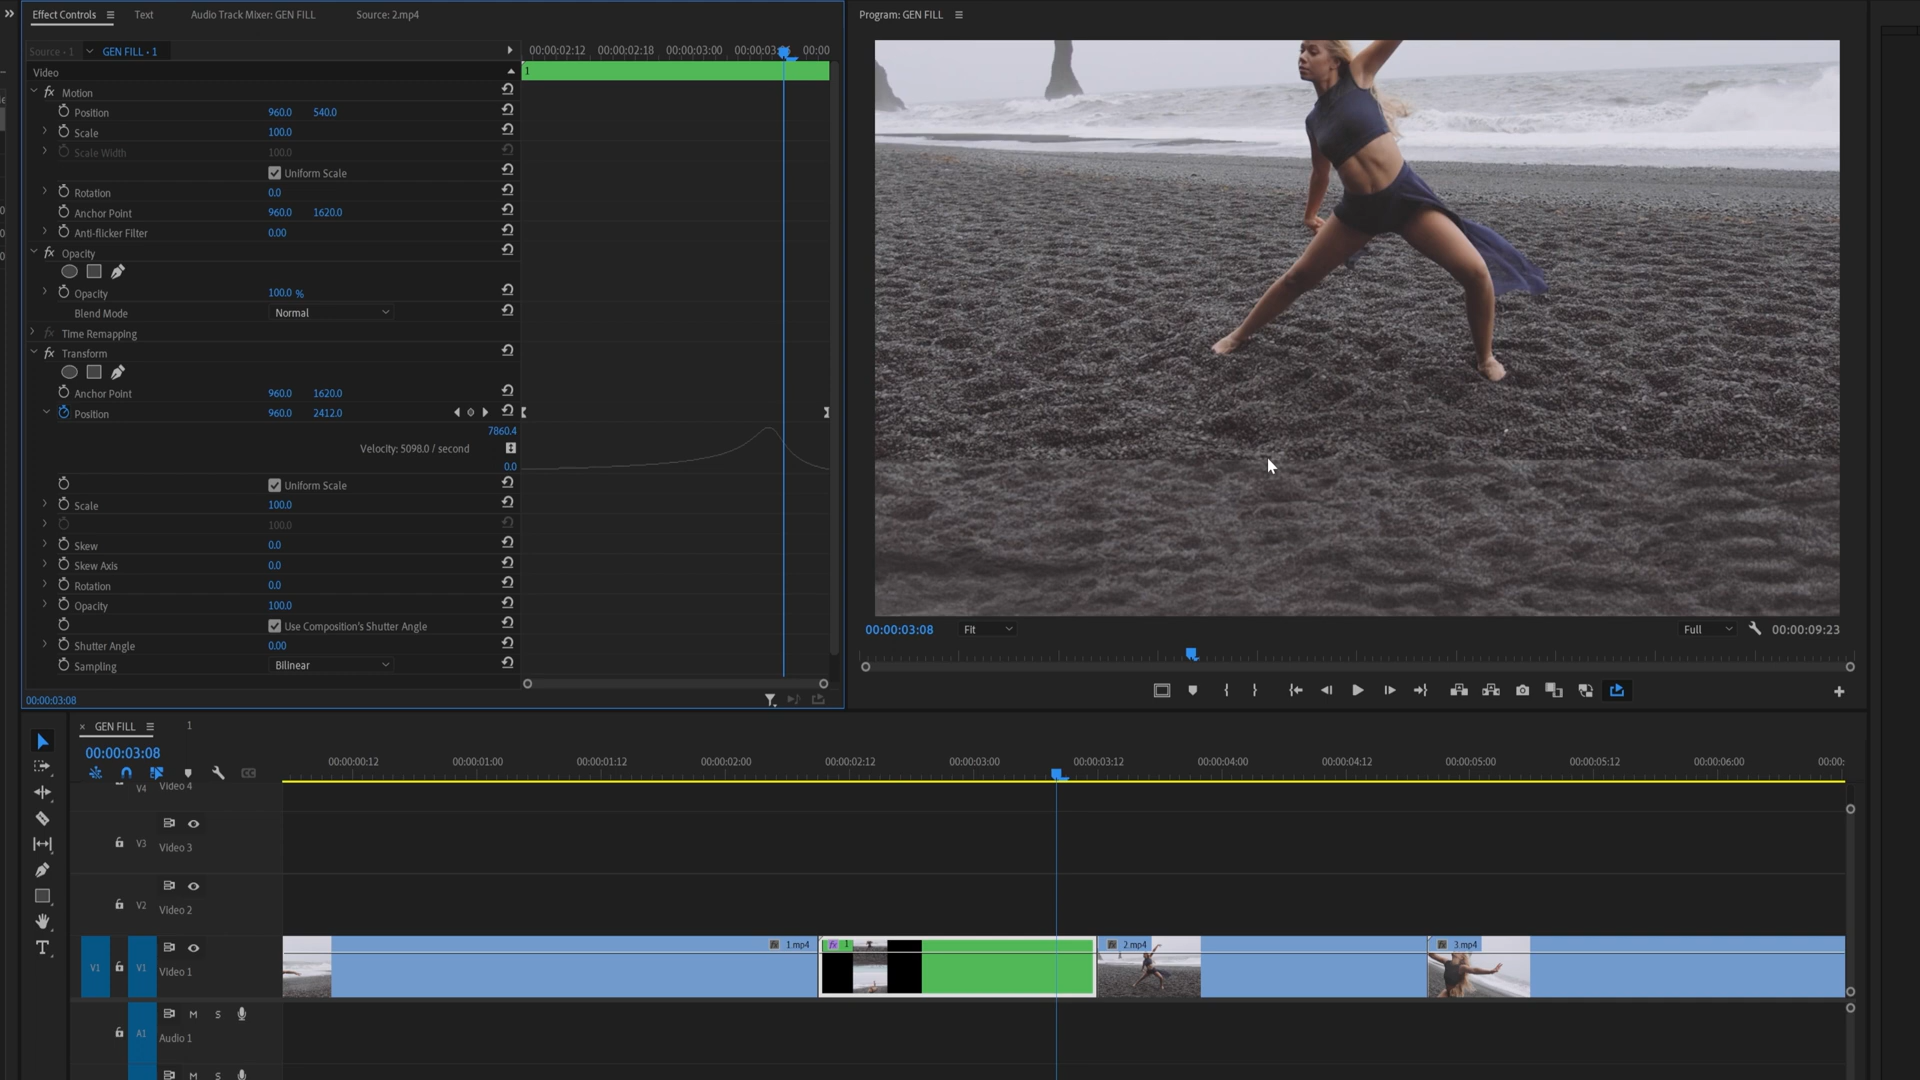 Effect Controls Text Audio Track Mixer: GEN FILL Source: 2.mp4
Program: GEN FILL
Source • 1 GEN FILL • 1
00:00:02:12 00:00:02:18 00:00:03:00 00:00
Video
1
Motion
Position 960.0 540.0
Scale 100.0
Scale Width 100.0
Uniform Scale
Rotation 0.0
Anchor Point 960.0 1620.0
Anti-flicker Filter 0.00
Opacity
Opacity 100.0 %
Blend Mode Normal
Time Remapping
Transform
Anchor Point 960.0 1620.0
Position 960.0 2412.0
7860.4
Velocity: 5098.0 / second
0.0
Uniform Scale
Scale 100.0
100.0
Skew 0.0
Skew Axis 0.0
Rotation 0.0
Opacity 100.0
Use Composition's Shutter Angle
Shutter Angle 0.00
Sampling Bilinear
00:00:03:08
00:00:03:08 Fit Full 00:00:09:23
GEN FILL 1
00:00:03:08
00:00:00:12 00:00:01:00 00:00:01:12 00:00:02:00 00:00:02:12 00:00:03:00 00:00:03:12 00:00:04:00 00:00:04:12 00:00:05:00 00:00:05:12 00:00:06:00 00:00:
V4 Video 4
V3 Video 3
V2 Video 2
V1 V1 Video 1
1.mp4 fx 1 2.mp4 3.mp4
M S
A1 Audio 1
M S